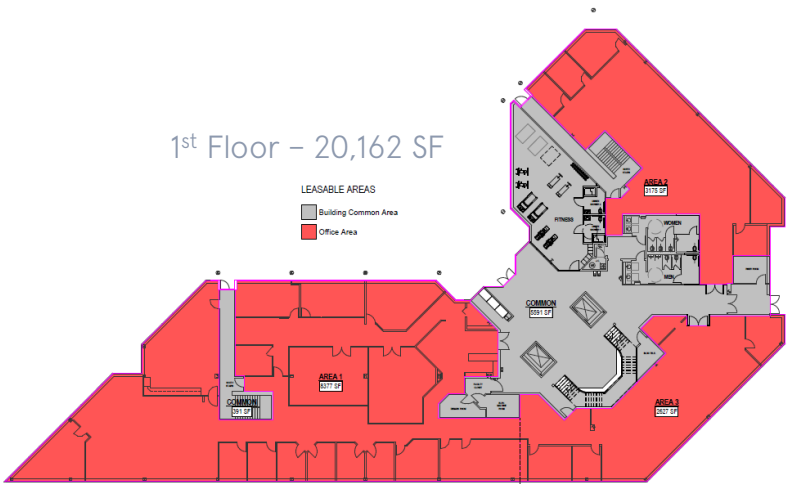 1st Floor – 20,162 SF
LEASABLE AREAS
Building Common Area
Office Area
AREA 2
3175 SF
WOMEN
FITNESS
MEN
COMMON
5591 SF
AREA 1
8377 SF
COMMON
391 SF
AREA 3
2627 SF